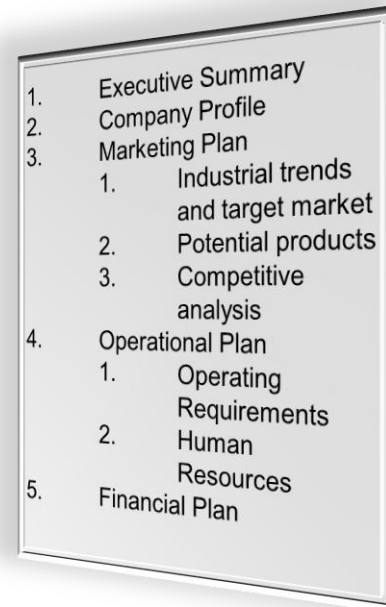 1. Executive Summary
2. Company Profile
3. Marketing Plan
1. Industrial trends
and target market
2. Potential products
3. Competitive
analysis
4. Operational Plan
1. Operating
Requirements
2. Human
Resources
5. Financial Plan